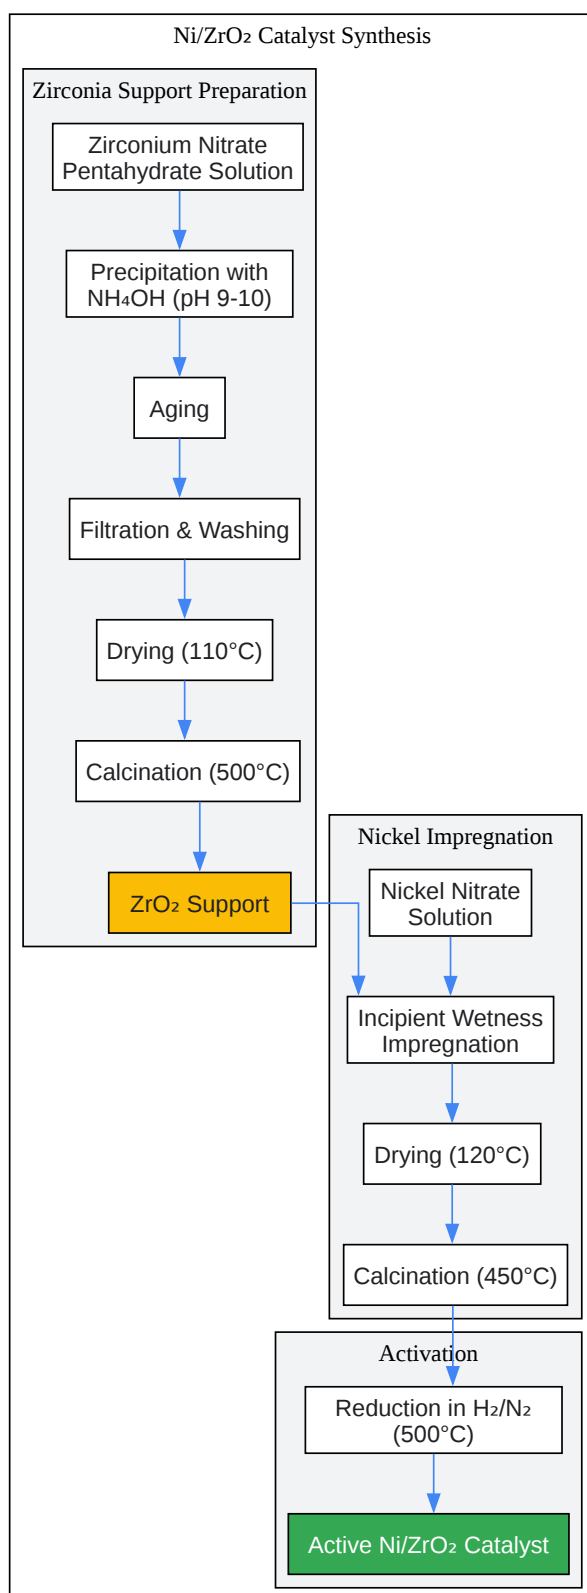 Ni/ZrO₂ Catalyst Synthesis
Zirconia Support Preparation
Zirconium Nitrate
Pentahydrate Solution
Precipitation with
NH₄OH (pH 9-10)
Aging
Filtration & Washing
Drying (110°C)
Calcination (500°C)
ZrO₂ Support
Nickel Impregnation
Nickel Nitrate
Solution
Incipient Wetness
Impregnation
Drying (120°C)
Calcination (450°C)
Activation
Reduction in H₂/N₂
(500°C)
Active Ni/ZrO₂ Catalyst